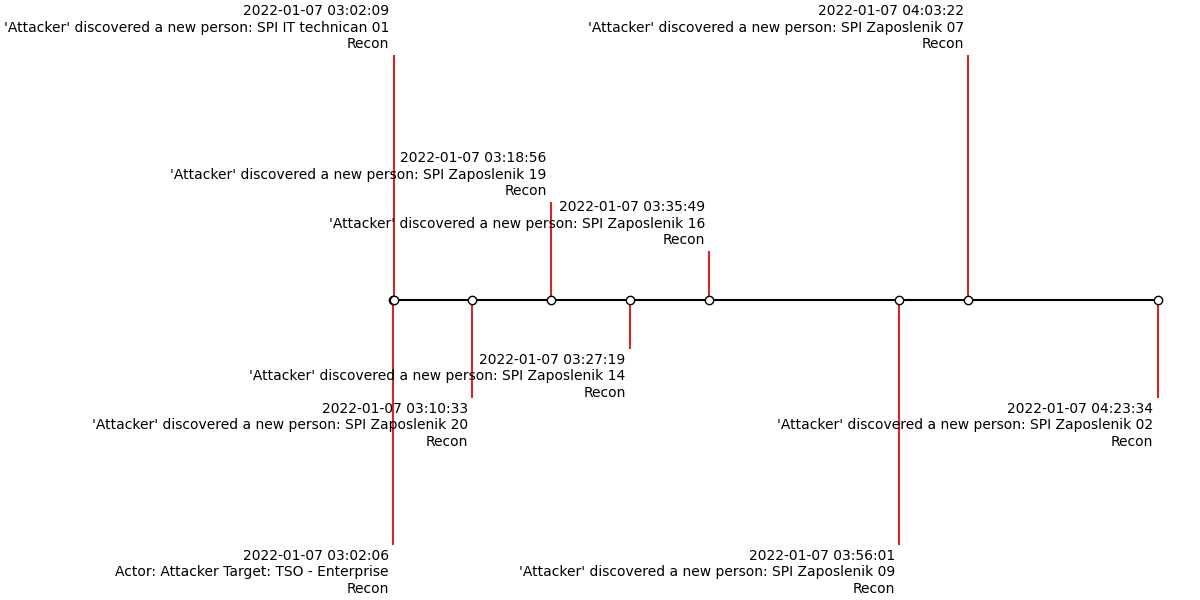 2022-01-07 03:02:09
'Attacker' discovered a new person: SPI IT technican 01
Recon
2022-01-07 04:03:22
'Attacker' discovered a new person: SPI Zaposlenik 07
Recon
2022-01-07 03:18:56
'Attacker' discovered a new person: SPI Zaposlenik 19
Recon
2022-01-07 03:35:49
'Attacker' discovered a new person: SPI Zaposlenik 16
Recon
2022-01-07 03:27:19
'Attacker' discovered a new person: SPI Zaposlenik 14
Recon
2022-01-07 03:10:33
'Attacker' discovered a new person: SPI Zaposlenik 20
Recon
2022-01-07 04:23:34
'Attacker' discovered a new person: SPI Zaposlenik 02
Recon
2022-01-07 03:02:06
Actor: Attacker Target: TSO - Enterprise
Recon
2022-01-07 03:56:01
'Attacker' discovered a new person: SPI Zaposlenik 09
Recon